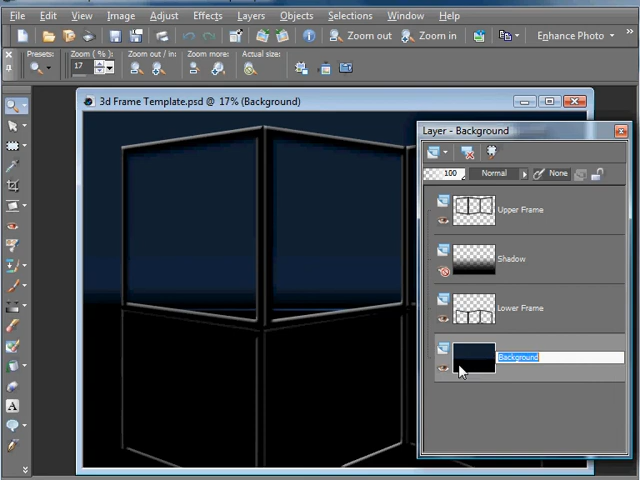 File Edit View Image Adjust Effects Layers Objects Selections Window Help
Zoom out Zoom in Enhance Photo
Presets: Zoom ( % ): Zoom out / in: Zoom more: Actual size:
17
3d Frame Template.psd @ 17% (Background)
Layer - Background
100 Normal None
Upper Frame
Shadow
Lower Frame
Background
A